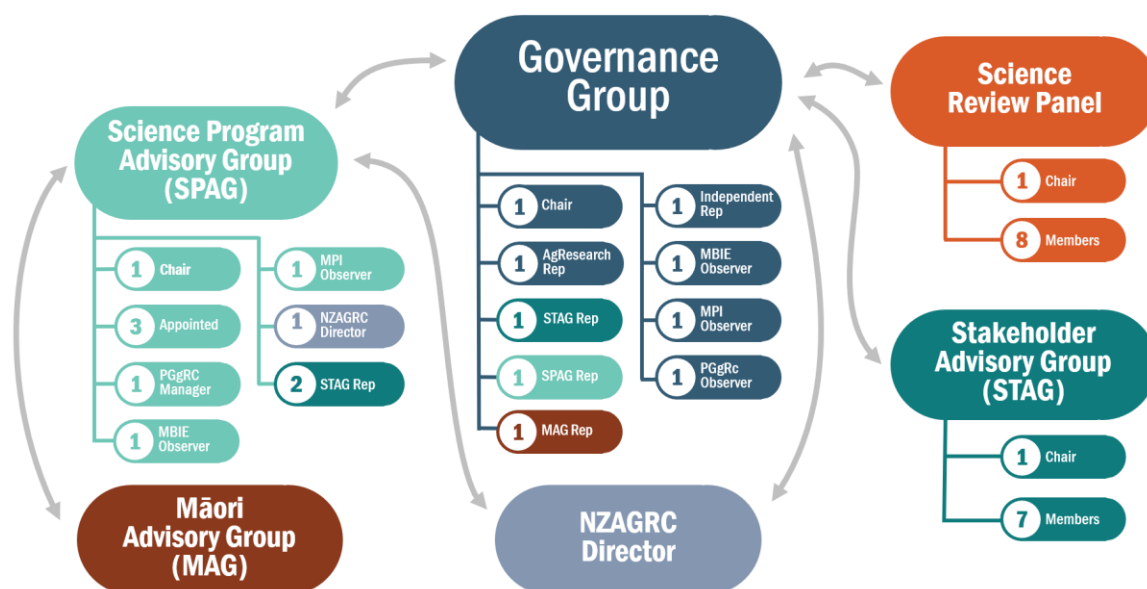 Governance
Group
Science
Review Panel
1 Chair
8 Members
Science Program
Advisory Group
(SPAG)
1 Chair
3 Appointed
1 PGgRC
Manager
1 MBIE
Observer
1 MPI
Observer
1 NZAGRC
Director
2 STAG Rep
1 Chair
1 AgResearch
Rep
1 STAG Rep
1 SPAG Rep
1 MAG Rep
1 Independent
Rep
1 MBIE
Observer
1 MPI
Observer
1 PGgRc
Observer
Stakeholder
Advisory Group
(STAG)
1 Chair
7 Members
Māori
Advisory Group
(MAG)
NZAGRC
Director